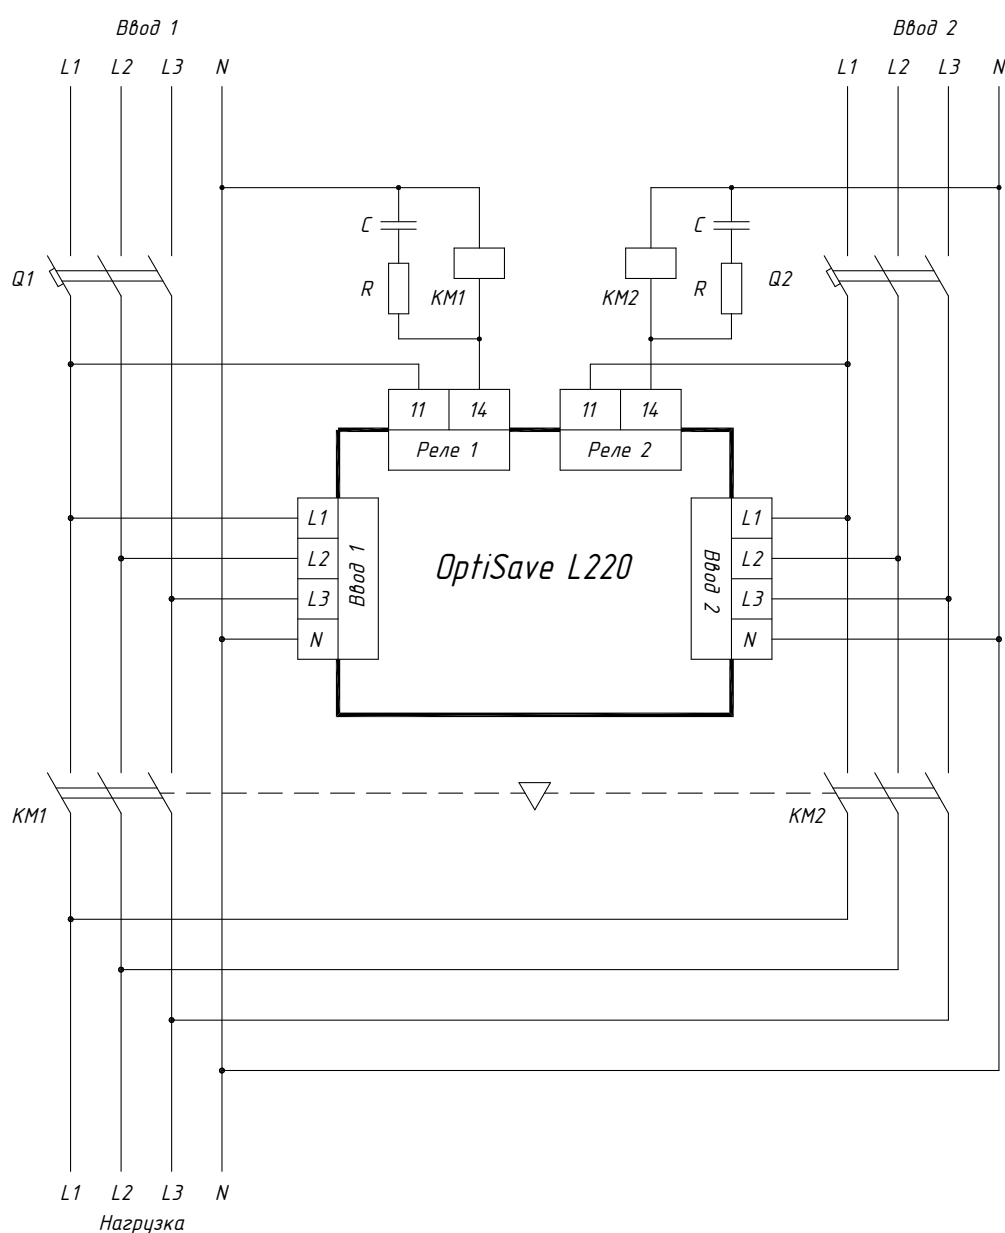 Ввод 1
Ввод 2
L1 L2 L3 N
L1 L2 L3 N
C
C
Q1
R
KM1
KM2
R
Q2
11 14
11 14
Реле 1
Реле 2
L1
L2
L3
N
Ввод 1
OptiSave L220
Ввод 2
L1
L2
L3
N
KM1
KM2
L1 L2 L3 N
Нагрузка